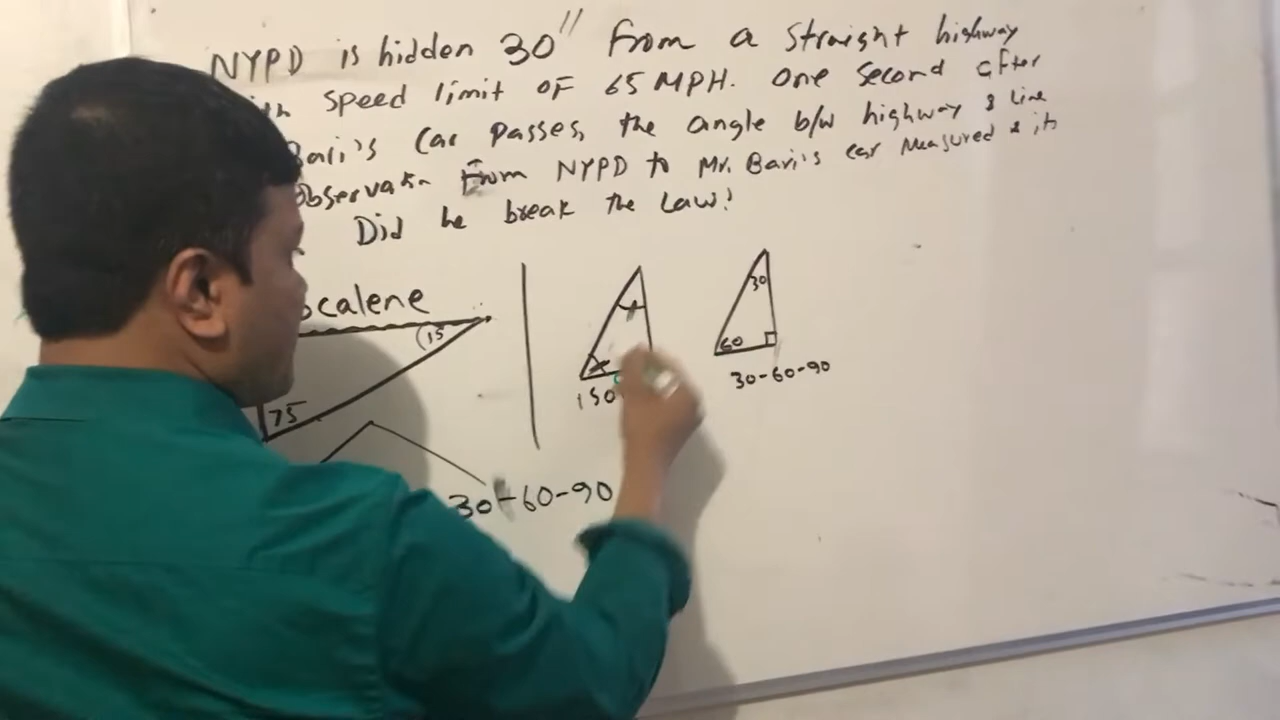 NYPD is hidden 30'' from a straight highway
speed limit of 65 MPH. One second after
Bari's car passes, the angle b/w highway & line
from NYPD to Mr. Bari's car measured & it
Did he break the law?
scalene
15
75
30-60-90
30
60
30-60-90